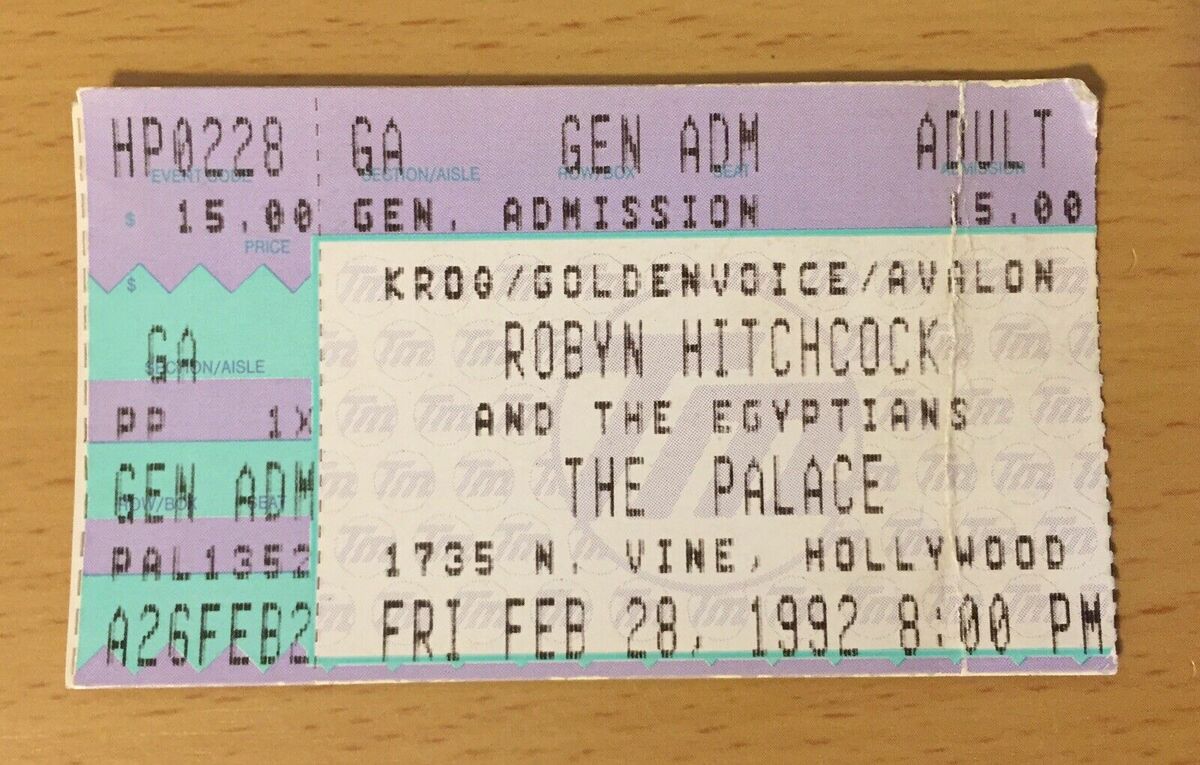 HP0228 GA GEN ADM ADULT
EVENT CODE SECTION/AISLE ROW/BOX SEAT ADMISSION
$ 15.00 GEN. ADMISSION 15.00
PRICE
$
GA
SECTION/AISLE
PP 1X
GEN ADM
ROW/BOX SEAT
PAL1352
A26FEB2
KROQ/GOLDENVOICE/AVALON
ROBYN HITCHCOCK
AND THE EGYPTIANS
THE PALACE
1735 N. VINE, HOLLYWOOD
FRI FEB 28, 1992 8:00 PM